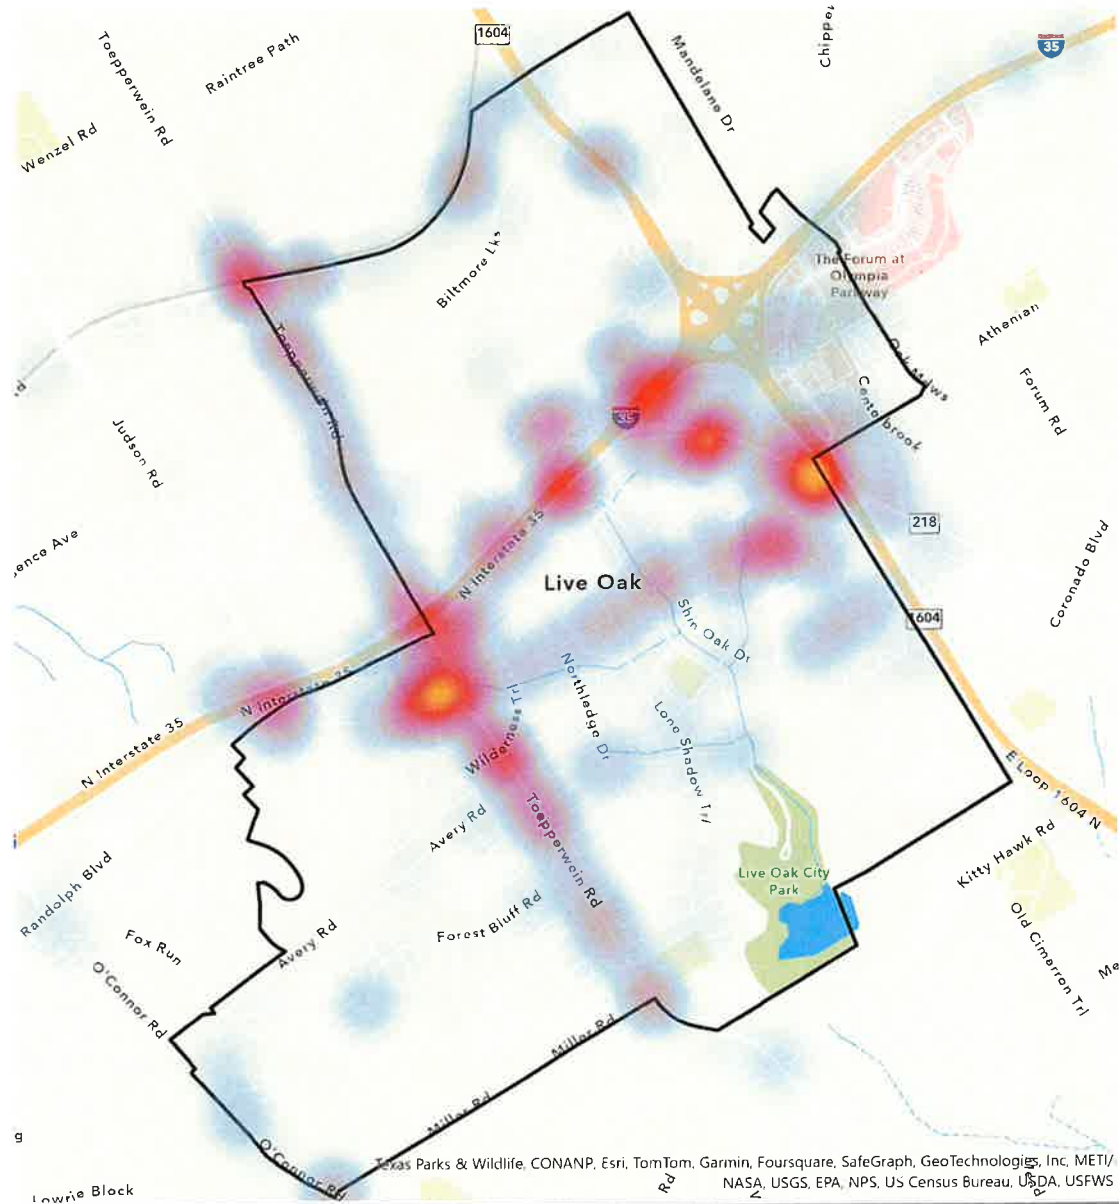 1604
35
Chipper
Toepperwein Rd
Raintree Path
Mandelane Dr
Wenzel Rd
The Forum at
Olympia
Parkway
Biltmore Lks
Athenian
Toepperwein Rd
Oak Mdws
Centerbrook
Forum Rd
35
Judson Rd
N Interstate 35
218
Coronado Blvd
Live Oak
Shin Oak Dr
1604
N Interstate 35
Northledge Dr
Wilderness Trl
Lone Shadow Trl
N Interstate 35
E Loop 1604 N
Avery Rd
Toepperwein Rd
Kitty Hawk Rd
Randolph Blvd
Live Oak City
Park
Forest Bluff Rd
Old Cimarron Trl
Fox Run
Avery Rd
O'Connor Rd
Miller Rd
Miller Rd
O'Connor Rd
Lowrie Block
Rd
Texas Parks & Wildlife, CONANP, Esri, TomTom, Garmin, Foursquare, SafeGraph, GeoTechnologies, Inc, METI/
NASA, USGS, EPA, NPS, US Census Bureau, USDA, USFWS